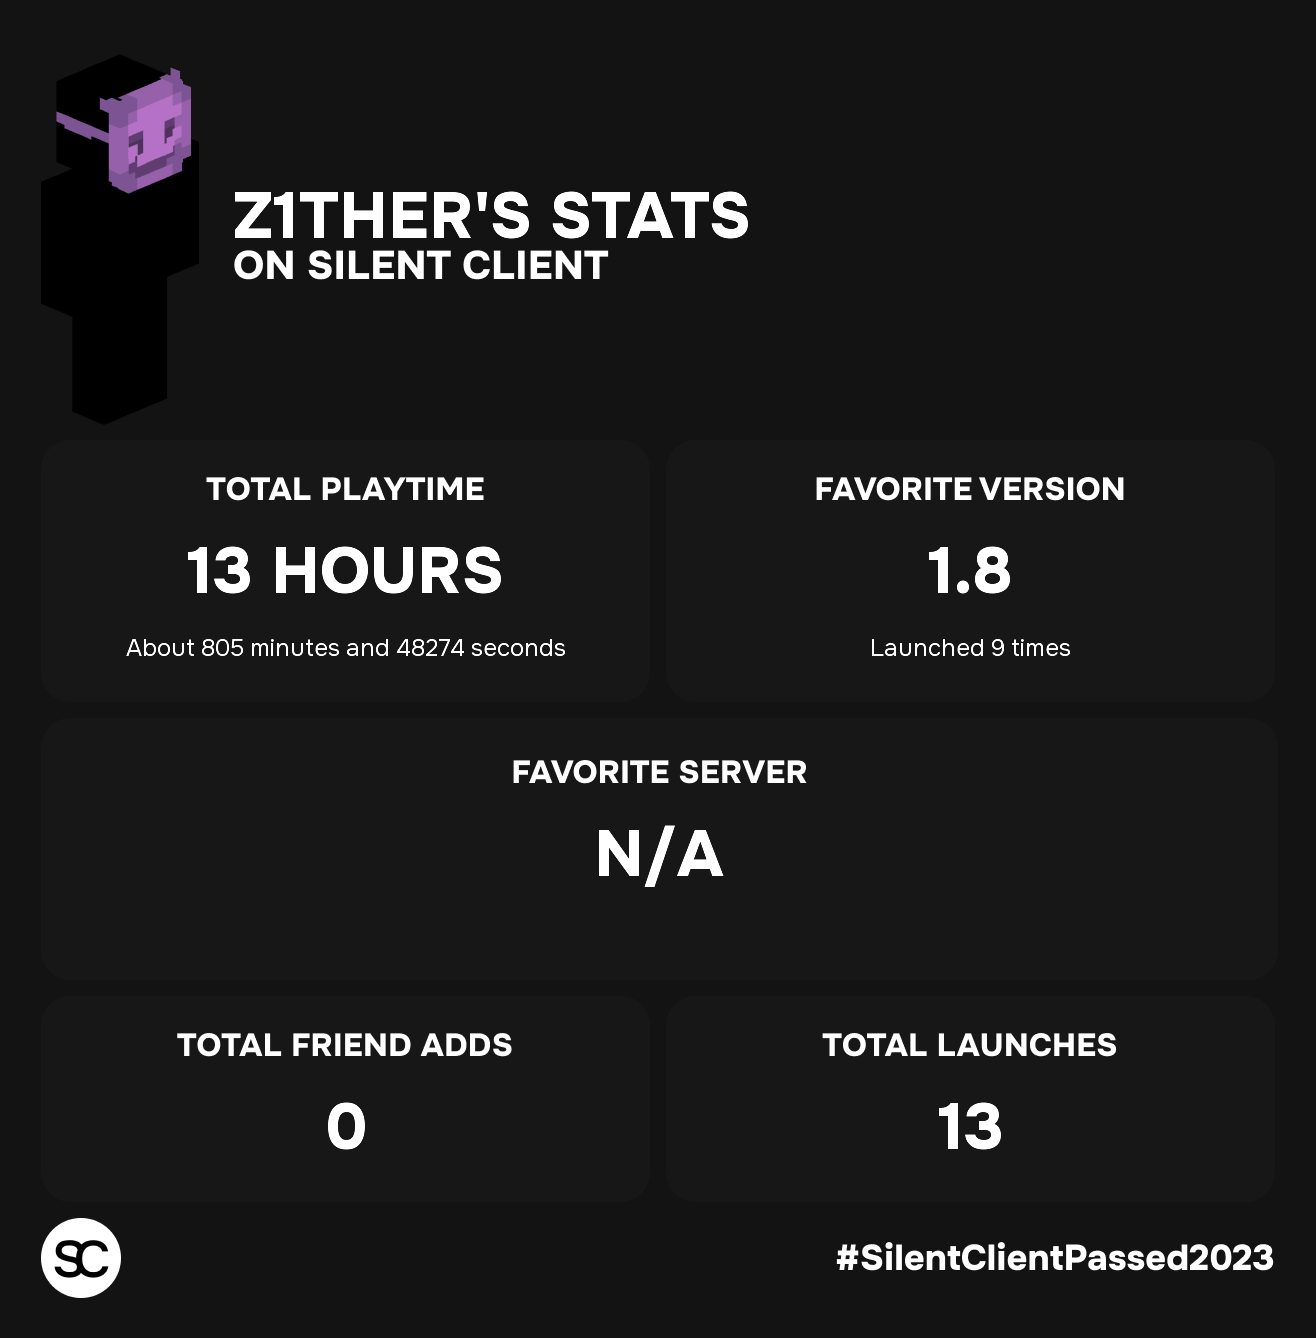 Z1THER'S STATS
ON SILENT CLIENT
TOTAL PLAYTIME
13 HOURS
About 805 minutes and 48274 seconds
FAVORITE VERSION
1.8
Launched 9 times
FAVORITE SERVER
N/A
TOTAL FRIEND ADDS
0
TOTAL LAUNCHES
13
SC
#SilentClientPassed2023